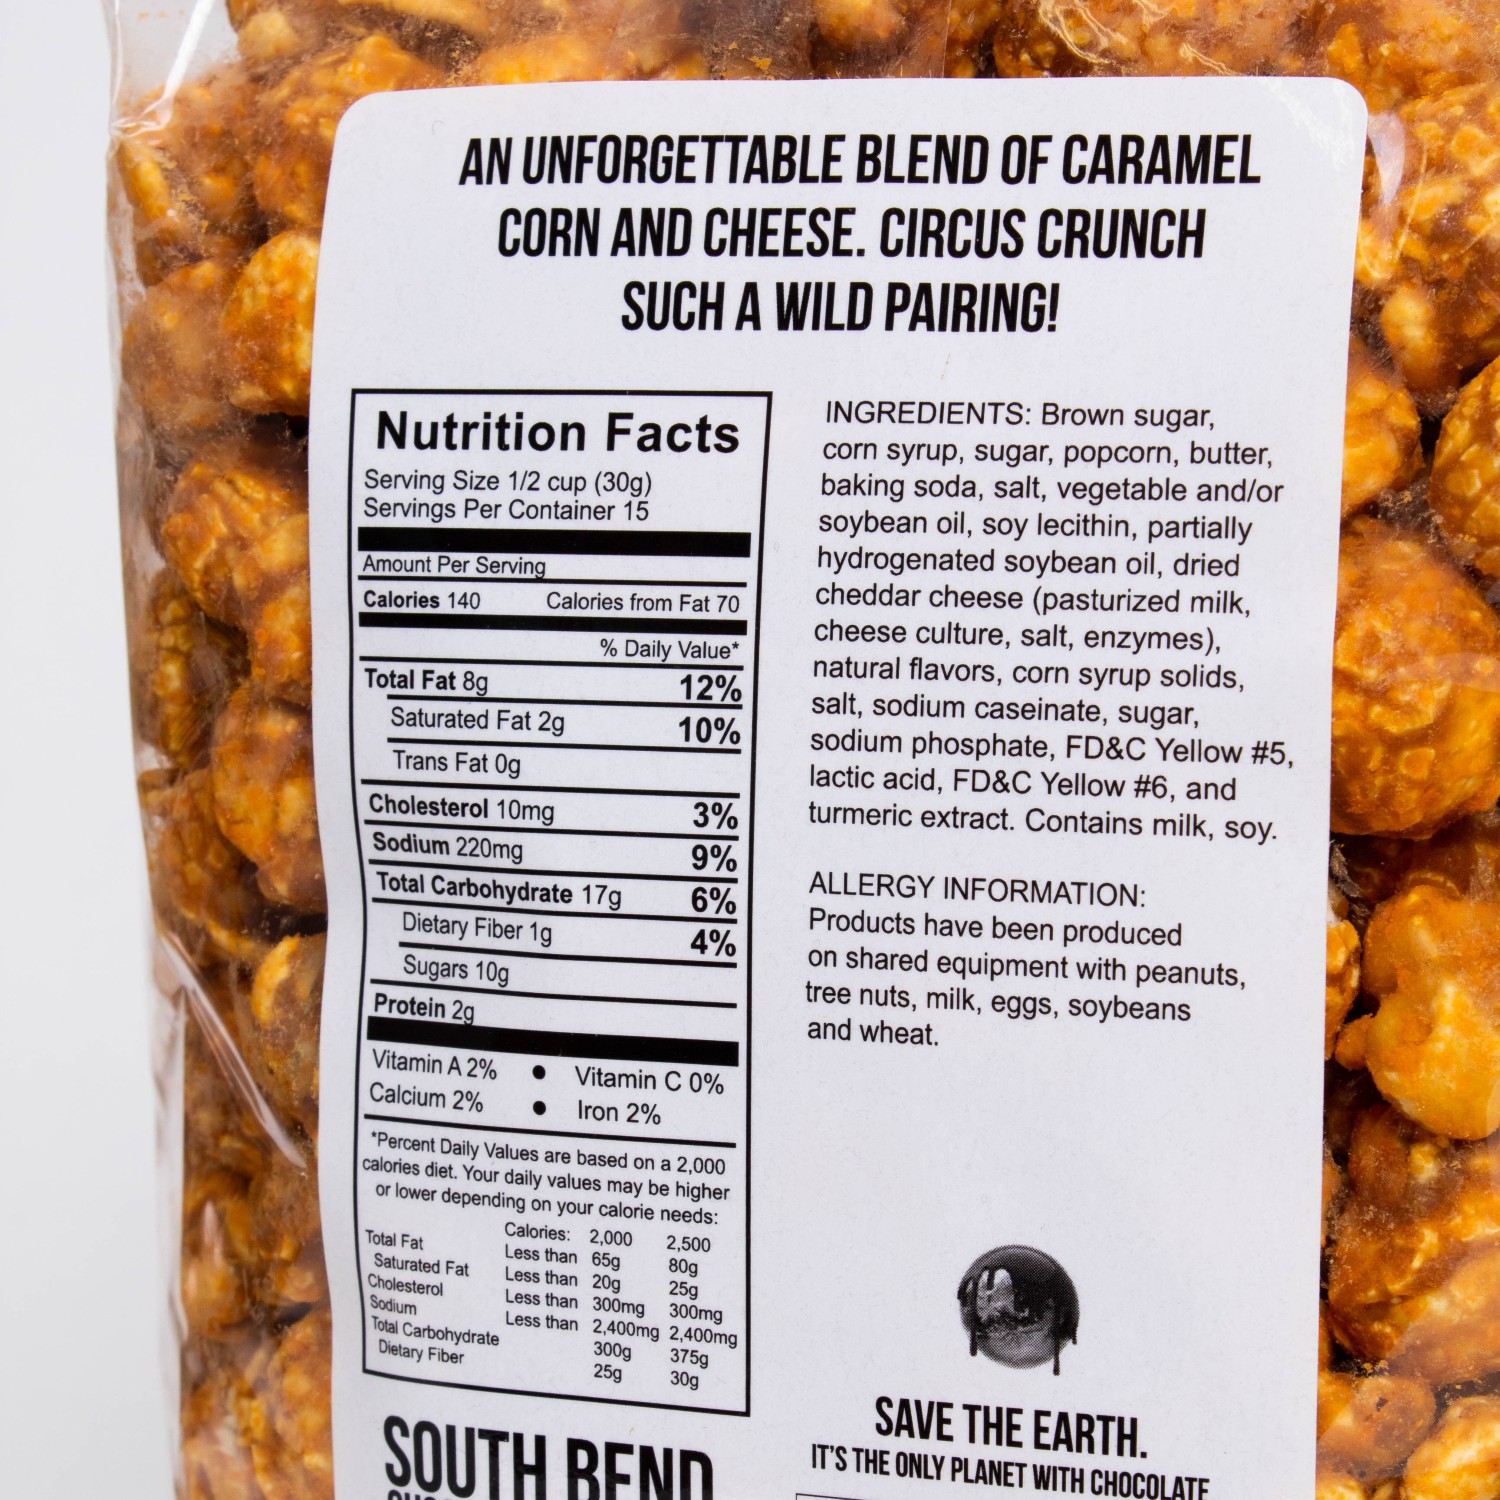 AN UNFORGETTABLE BLEND OF CARAMEL
CORN AND CHEESE. CIRCUS CRUNCH
SUCH A WILD PAIRING!
Nutrition Facts
Serving Size 1/2 cup (30g)
Servings Per Container 15
Amount Per Serving
Calories 140 Calories from Fat 70
% Daily Value*
Total Fat 8g 12%
Saturated Fat 2g 10%
Trans Fat 0g
Cholesterol 10mg 3%
Sodium 220mg 9%
Total Carbohydrate 17g 6%
Dietary Fiber 1g 4%
Sugars 10g
Protein 2g
Vitamin A 2% • Vitamin C 0%
Calcium 2% • Iron 2%
*Percent Daily Values are based on a 2,000
calories diet. Your daily values may be higher
or lower depending on your calorie needs:
Calories: 2,000 2,500
Total Fat Less than 65g 80g
Saturated Fat Less than 20g 25g
Cholesterol Less than 300mg 300mg
Sodium Less than 2,400mg 2,400mg
Total Carbohydrate 300g 375g
Dietary Fiber 25g 30g
INGREDIENTS: Brown sugar,
corn syrup, sugar, popcorn, butter,
baking soda, salt, vegetable and/or
soybean oil, soy lecithin, partially
hydrogenated soybean oil, dried
cheddar cheese (pasturized milk,
cheese culture, salt, enzymes),
natural flavors, corn syrup solids,
salt, sodium caseinate, sugar,
sodium phosphate, FD&C Yellow #5,
lactic acid, FD&C Yellow #6, and
turmeric extract. Contains milk, soy.
ALLERGY INFORMATION:
Products have been produced
on shared equipment with peanuts,
tree nuts, milk, eggs, soybeans
and wheat.
SAVE THE EARTH.
IT'S THE ONLY PLANET WITH CHOCOLATE
SOUTH BEND